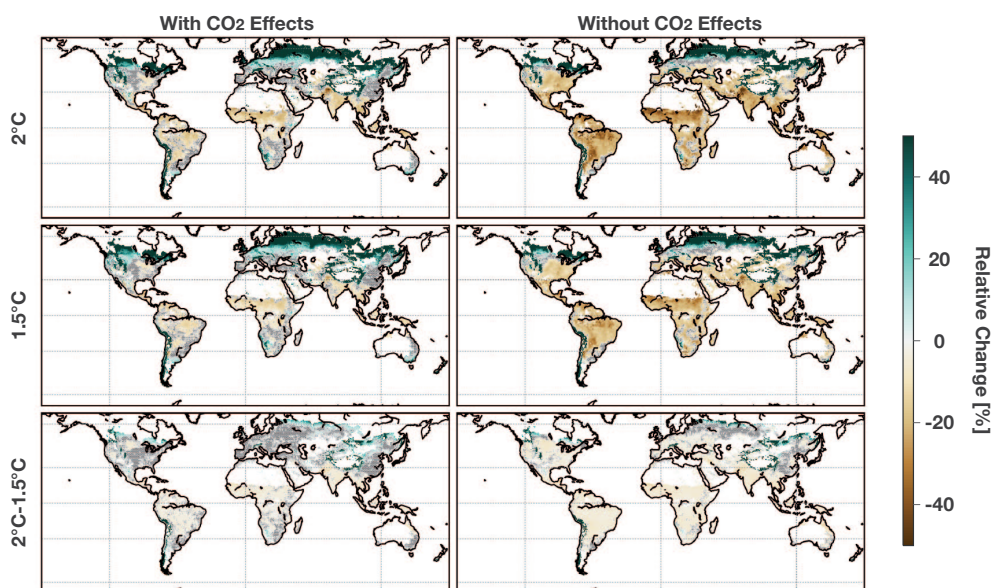 With CO2 Effects
Without CO2 Effects
2°C
1.5°C
2°C-1.5°C
40
20
0
-20
-40
Relative Change [%]